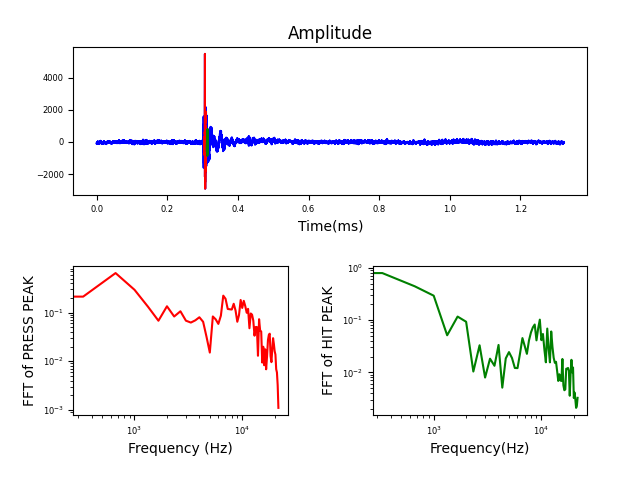 Amplitude
4000
2000
0
−2000
0.0 0.2 0.4 0.6 0.8 1.0 1.2
Time(ms)
FFT of PRESS PEAK
10⁻¹
10⁻²
10⁻³
10³ 10⁴
Frequency (Hz)
FFT of HIT PEAK
10⁰
10⁻¹
10⁻²
10³ 10⁴
Frequency(Hz)